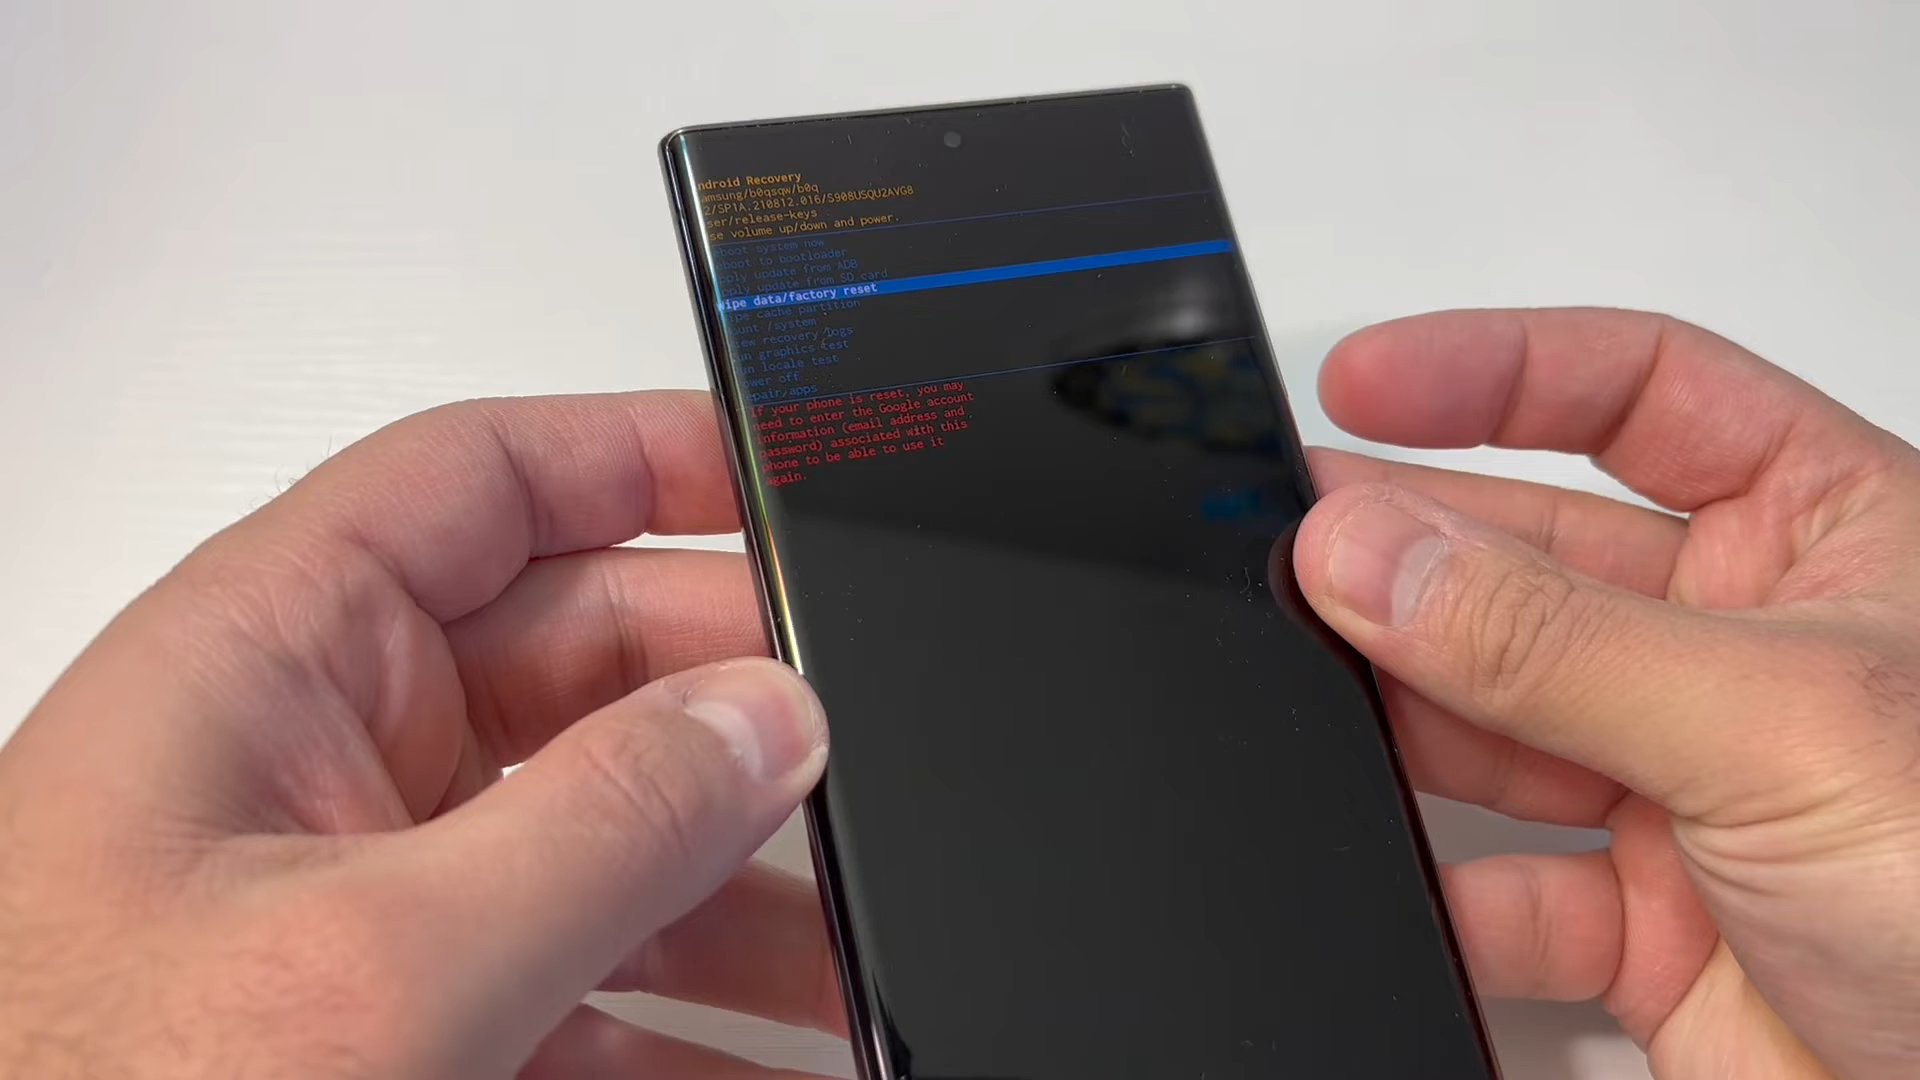 ndroid Recovery
amsung/b0qsqw/b0q
2/SP1A.210812.016/S908USQU2AVG8
ser/release-keys
se volume up/down and power.
eboot system now
eboot to bootloader
pply update from ADB
pply update from SD card
wipe data/factory reset
ipe cache partition
ount /system
iew recovery logs
un graphics test
un locale test
ower off
epair apps
If your phone is reset, you may
need to enter the Google account
information (email address and
password) associated with this
phone to be able to use it
again.